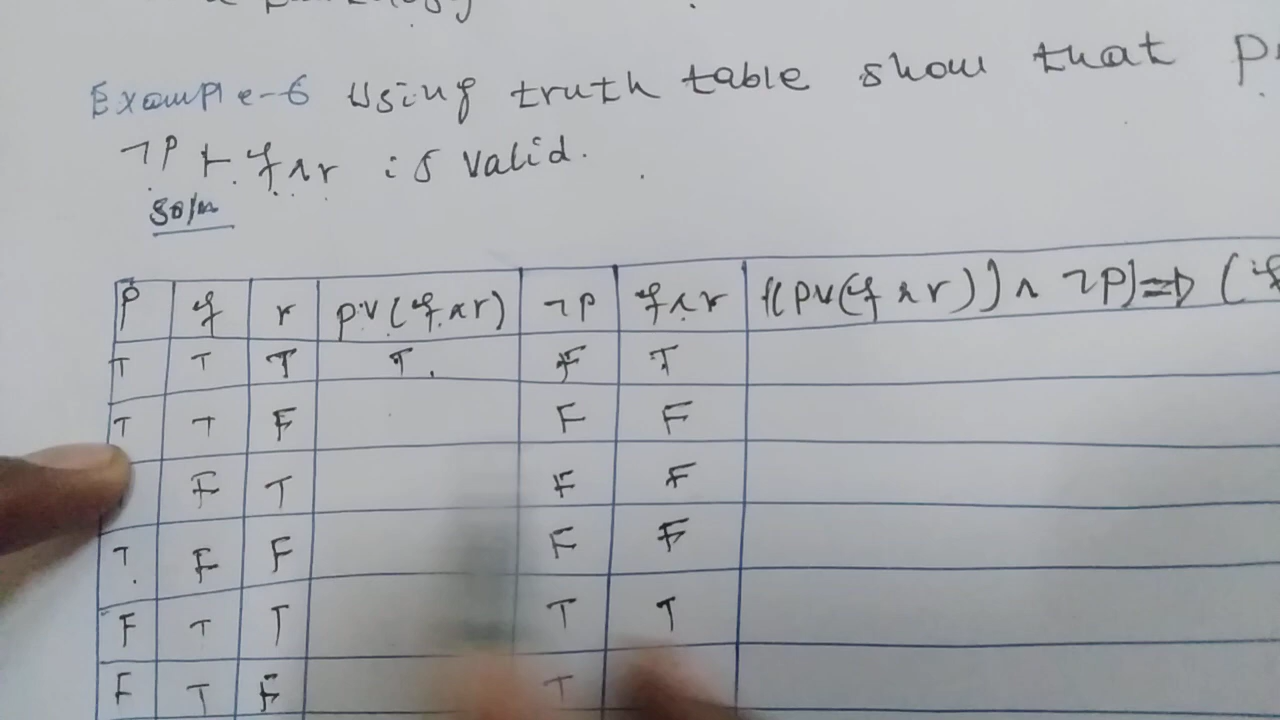 Example-6 Using truth table show that P
¬P ⊢ q ∧ r is valid.
Soln
P q r p ∨ (q ∧ r) ¬P q ∧ r [(p ∨ (q ∧ r)) ∧ ¬P] ⇒ (q
T T T T. F T
T T F F F
F T F F
T. F F F F
F T T T T
F T F T